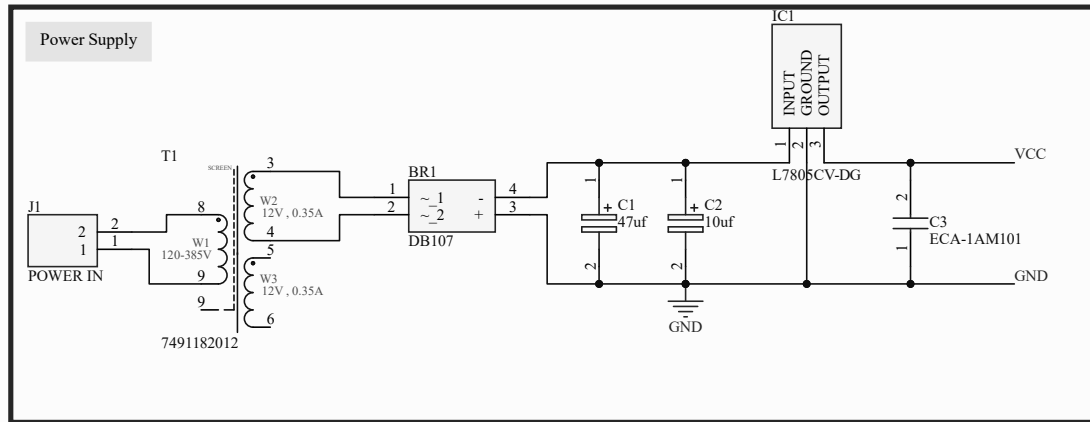 Power Supply
IC1
INPUT
GROUND
OUTPUT
1
2
3
L7805CV-DG
VCC
T1
SCREEN
3
W2
12V , 0.35A
4
5
W3
12V , 0.35A
6
8
W1
120-385V
9
9
7491182012
J1
2
1
2
1
POWER IN
BR1
1
2
~_1
~_2
-
+
4
3
DB107
1
+
C1
47uf
2
1
+
C2
10uf
2
GND
2
C3
ECA-1AM101
1
GND